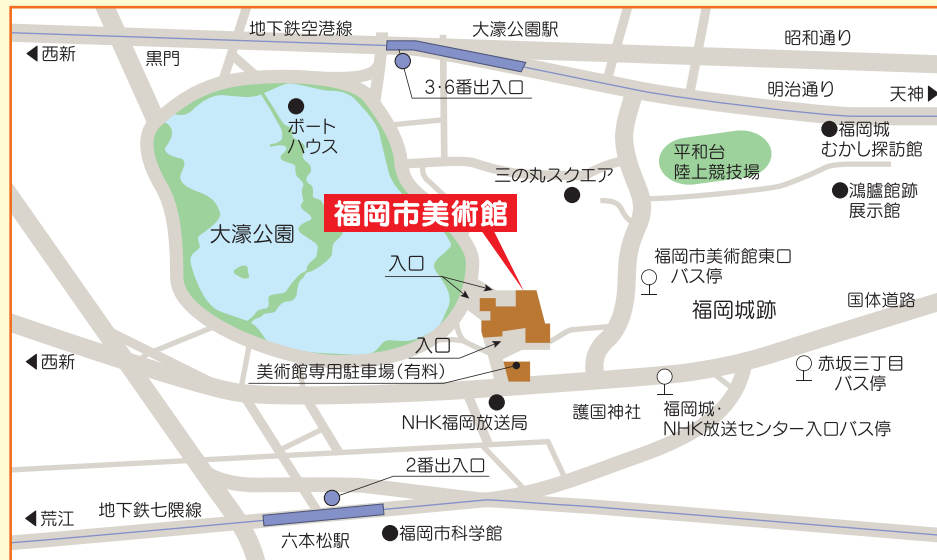 地下鉄空港線
大濠公園駅
昭和通り
◀西新
黒門
3・6番出入口
明治通り
天神▶
ボート
ハウス
福岡城
むかし探訪館
平和台
陸上競技場
三の丸スクエア
鴻臚館跡
展示館
福岡市美術館
大濠公園
福岡市美術館東口
バス停
入口
福岡城跡
国体道路
入口
◀西新
美術館専用駐車場(有料)
赤坂三丁目
バス停
NHK福岡放送局
護国神社
福岡城・
NHK放送センター入口バス停
2番出入口
地下鉄七隈線
◀荒江
六本松駅
福岡市科学館